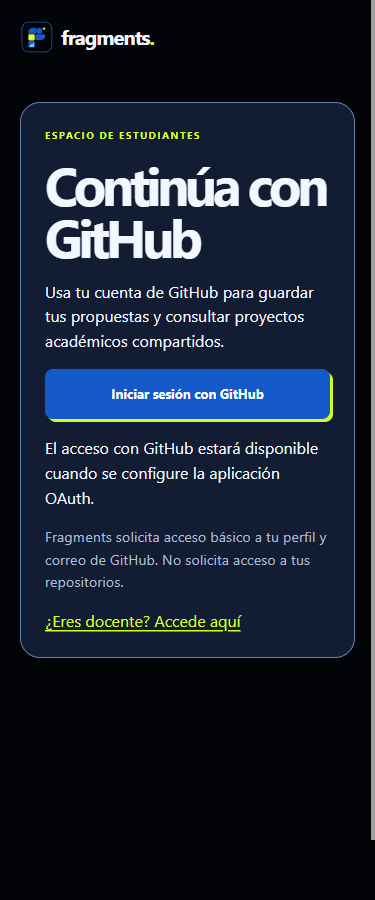 fragments.
ESPACIO DE ESTUDIANTES
Continúa con
GitHub
Usa tu cuenta de GitHub para guardar
tus propuestas y consultar proyectos
académicos compartidos.
Iniciar sesión con GitHub
El acceso con GitHub estará disponible
cuando se configure la aplicación
OAuth.
Fragments solicita acceso básico a tu perfil y
correo de GitHub. No solicita acceso a tus
repositorios.
¿Eres docente? Accede aquí